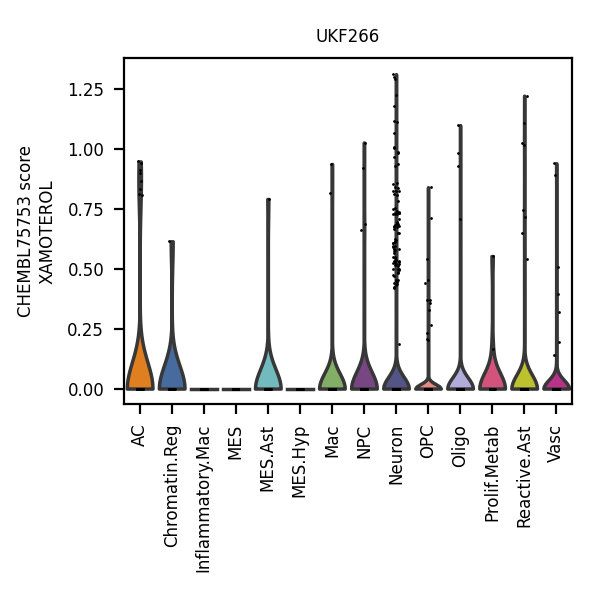 UKF266
CHEMBL75753 score
XAMOTEROL
1.25
1.00
0.75
0.50
0.25
0.00
AC
Chromatin.Reg
Inflammatory.Mac
MES
MES.Ast
MES.Hyp
Mac
NPC
Neuron
OPC
Oligo
Prolif.Metab
Reactive.Ast
Vasc